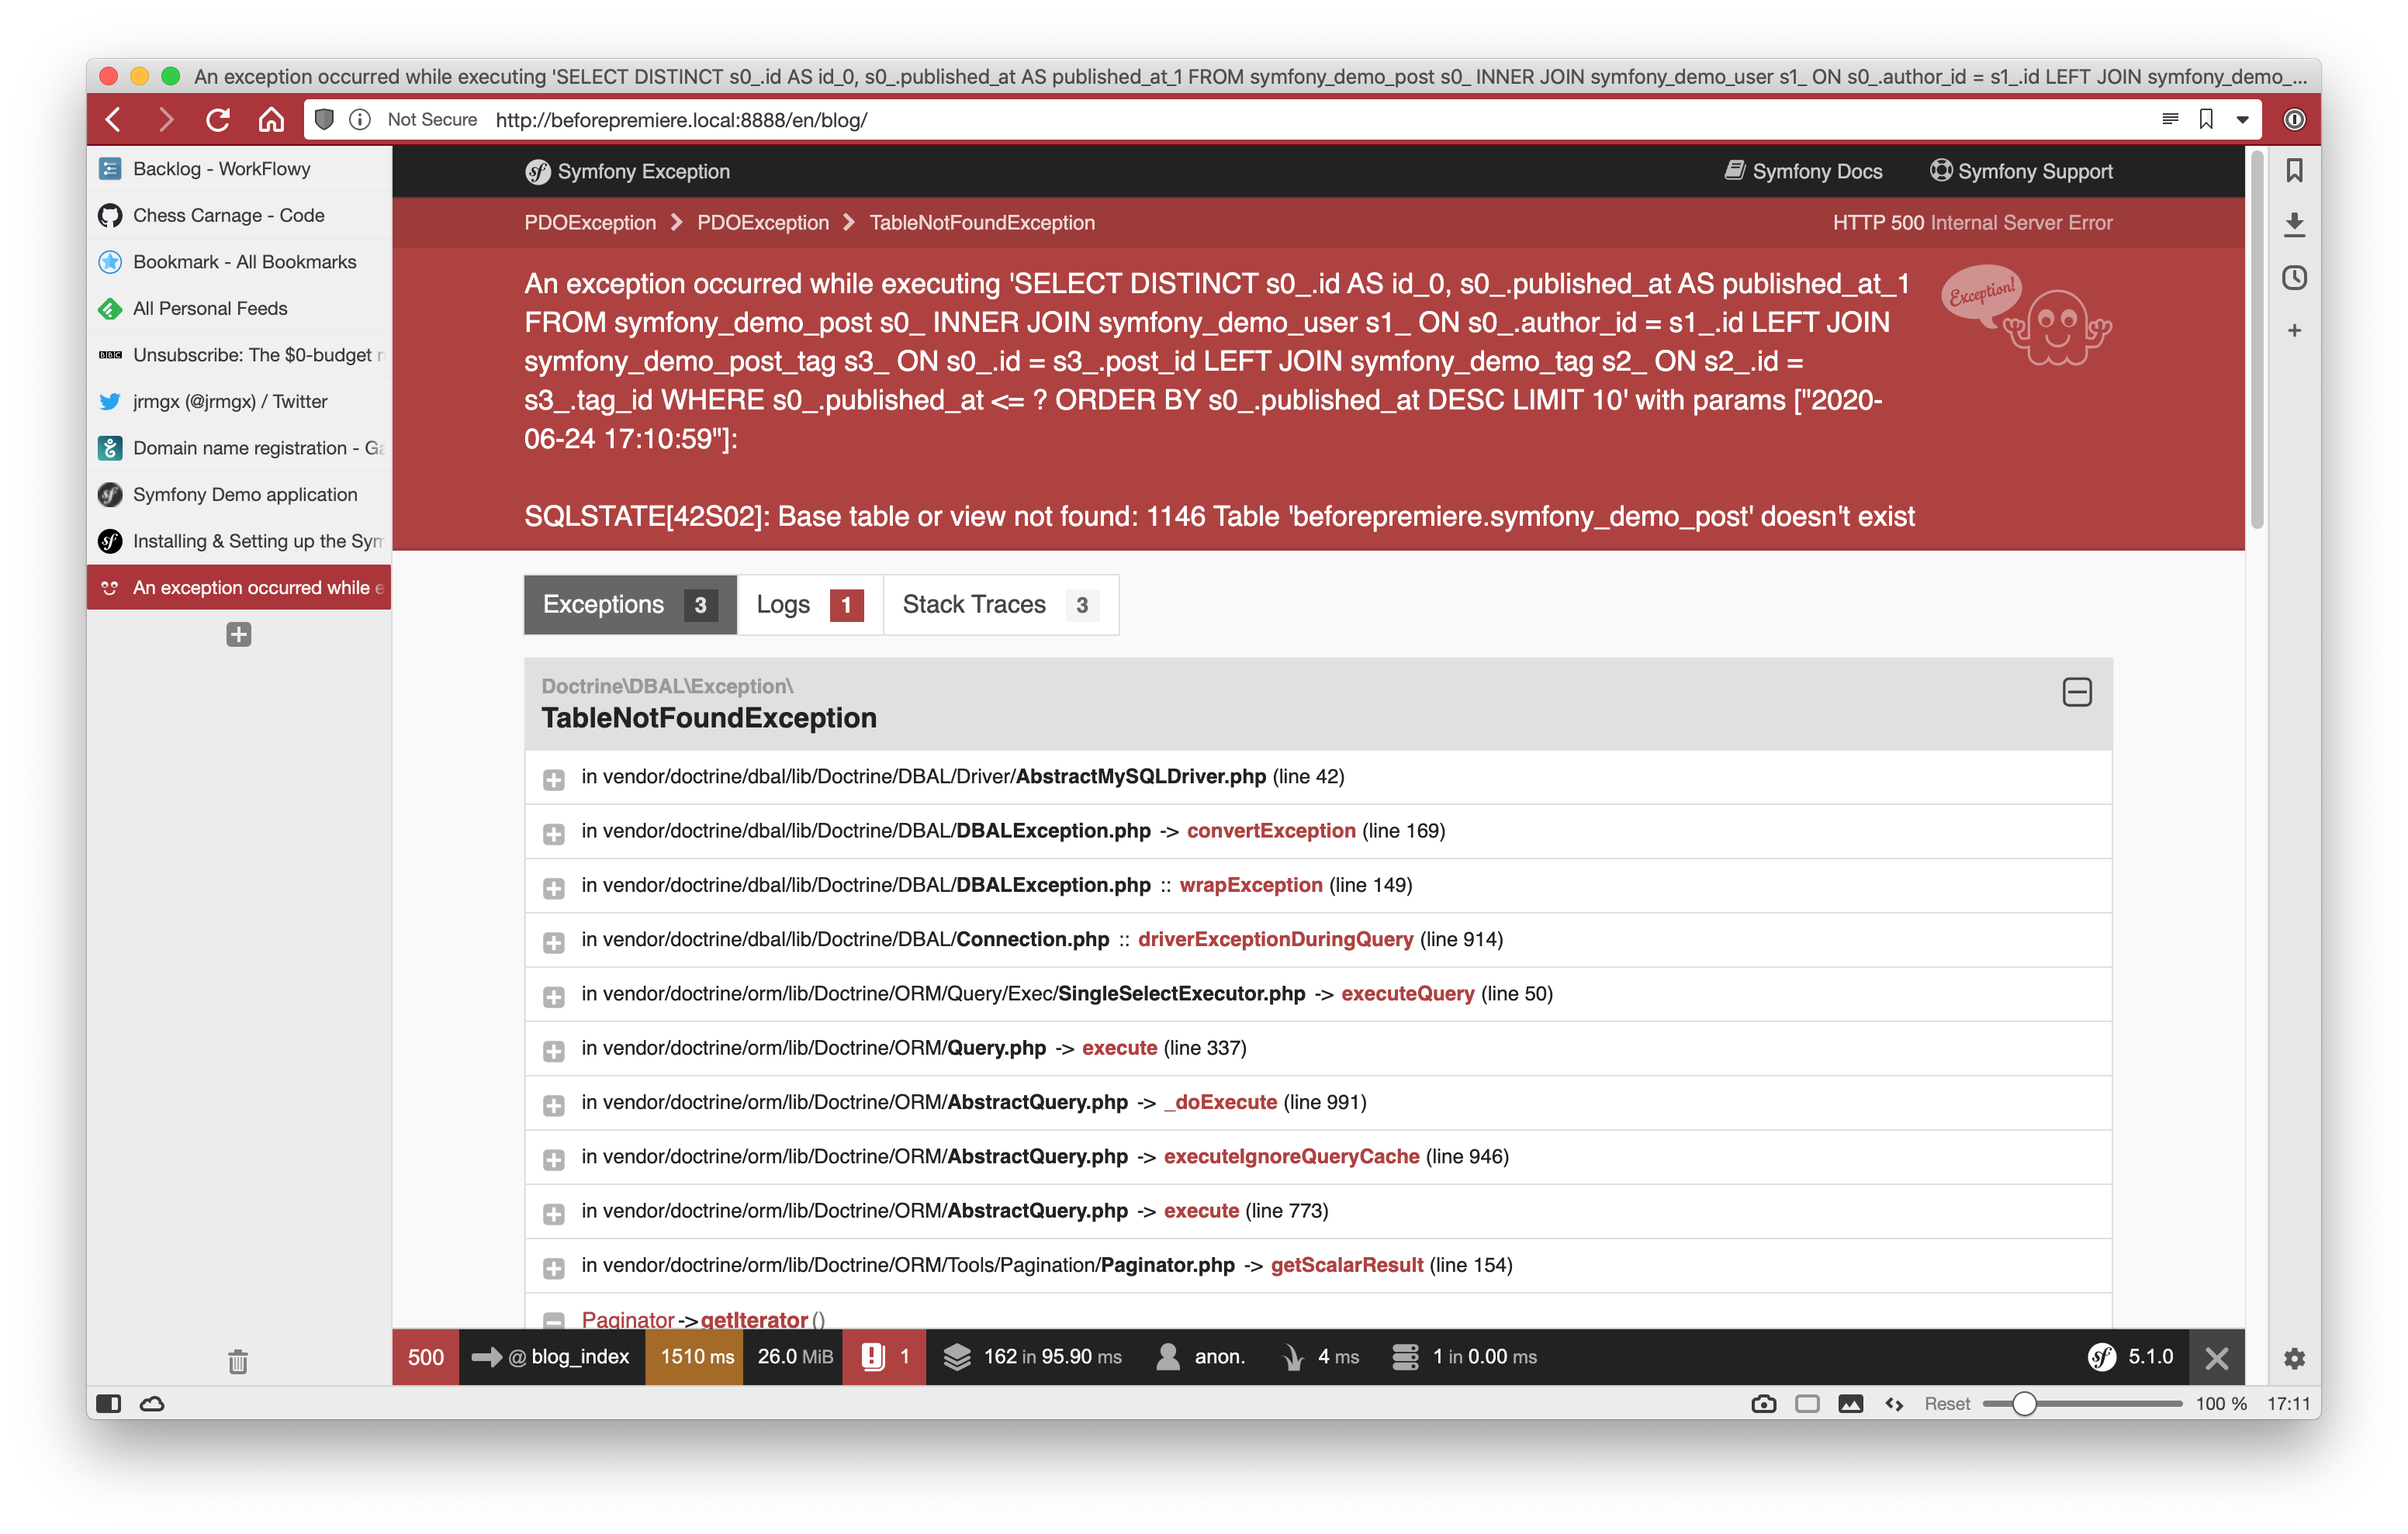 An exception occurred while executing 'SELECT DISTINCT s0_.id AS id_0, s0_.published_at AS published_at_1 FROM symfony_demo_post s0_ INNER JOIN symfony_demo_user s1_ ON s0_.author_id = s1_.id LEFT JOIN symfony_demo_...
Not Secure http://beforepremiere.local:8888/en/blog/
Backlog - WorkFlowy
Chess Carnage - Code
Bookmark - All Bookmarks
All Personal Feeds
BBC Unsubscribe: The $0-budget
jrmgx (@jrmgx) / Twitter
Domain name registration - Ga
Symfony Demo application
Installing & Setting up the Sym
An exception occurred while e
sf Symfony Exception
Symfony Docs
Symfony Support
PDOException
PDOException
TableNotFoundException
HTTP 500 Internal Server Error
An exception occurred while executing 'SELECT DISTINCT s0_.id AS id_0, s0_.published_at AS published_at_1
FROM symfony_demo_post s0_ INNER JOIN symfony_demo_user s1_ ON s0_.author_id = s1_.id LEFT JOIN
symfony_demo_post_tag s3_ ON s0_.id = s3_.post_id LEFT JOIN symfony_demo_tag s2_ ON s2_.id =
s3_.tag_id WHERE s0_.published_at <= ? ORDER BY s0_.published_at DESC LIMIT 10' with params ["2020-
06-24 17:10:59"]:
Exception!
SQLSTATE[42S02]: Base table or view not found: 1146 Table 'beforepremiere.symfony_demo_post' doesn't exist
Exceptions 3
Logs 1
Stack Traces 3
Doctrine\DBAL\Exception\
TableNotFoundException
in vendor/doctrine/dbal/lib/Doctrine/DBAL/Driver/AbstractMySQLDriver.php (line 42)
in vendor/doctrine/dbal/lib/Doctrine/DBAL/DBALException.php -> convertException (line 169)
in vendor/doctrine/dbal/lib/Doctrine/DBAL/DBALException.php :: wrapException (line 149)
in vendor/doctrine/dbal/lib/Doctrine/DBAL/Connection.php :: driverExceptionDuringQuery (line 914)
in vendor/doctrine/orm/lib/Doctrine/ORM/Query/Exec/SingleSelectExecutor.php -> executeQuery (line 50)
in vendor/doctrine/orm/lib/Doctrine/ORM/Query.php -> execute (line 337)
in vendor/doctrine/orm/lib/Doctrine/ORM/AbstractQuery.php -> _doExecute (line 991)
in vendor/doctrine/orm/lib/Doctrine/ORM/AbstractQuery.php -> executeIgnoreQueryCache (line 946)
in vendor/doctrine/orm/lib/Doctrine/ORM/AbstractQuery.php -> execute (line 773)
in vendor/doctrine/orm/lib/Doctrine/ORM/Tools/Pagination/Paginator.php -> getScalarResult (line 154)
Paginator->getIterator()
500 @ blog_index 1510 ms 26.0 MiB 1 162 in 95.90 ms anon. 4 ms 1 in 0.00 ms sf 5.1.0
Reset 100 % 17:11